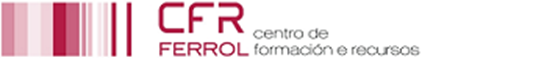 CFR
FERROL
centro de
formación e recursos